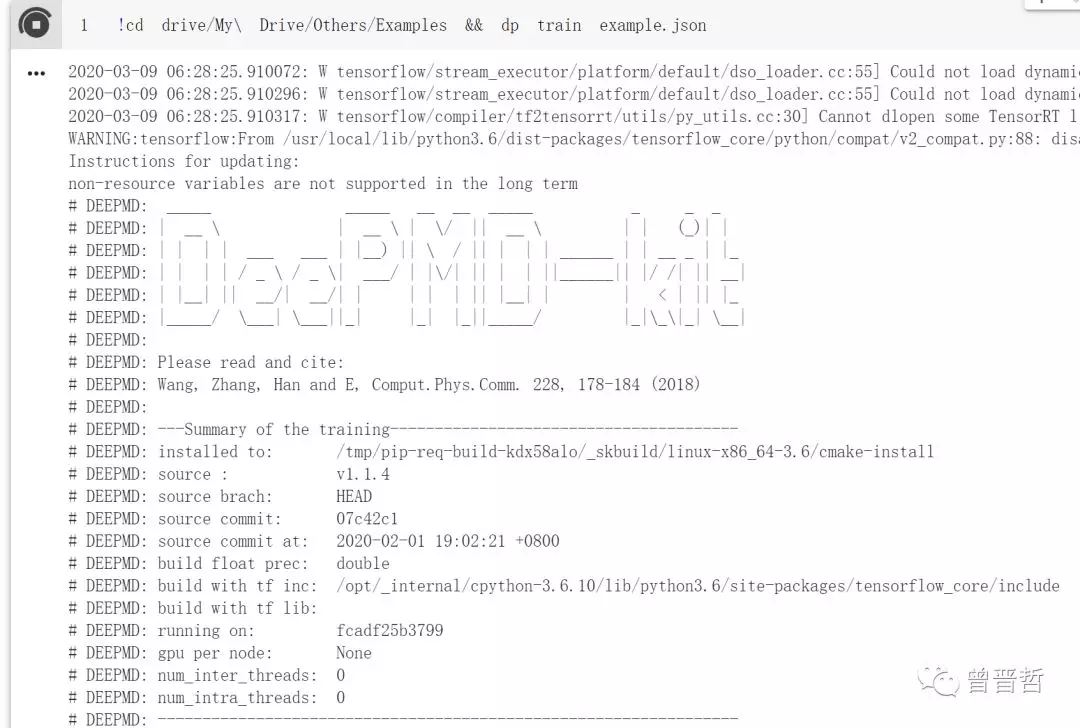 1 !cd drive/My\ Drive/Others/Examples && dp train example.json
2020-03-09 06:28:25.910072: W tensorflow/stream_executor/platform/default/dso_loader.cc:55] Could not load dynamic
2020-03-09 06:28:25.910296: W tensorflow/stream_executor/platform/default/dso_loader.cc:55] Could not load dynamic
2020-03-09 06:28:25.910317: W tensorflow/compiler/tf2tensorrt/utils/py_utils.cc:30] Cannot dlopen some TensorRT l
WARNING:tensorflow:From /usr/local/lib/python3.6/dist-packages/tensorflow_core/python/compat/v2_compat.py:88: disa
Instructions for updating:
non-resource variables are not supported in the long term
# DEEPMD:  _____               _____   __  __  _____           _     _  _
# DEEPMD: |  __ \             |  __ \ |  \/  ||  __ \         | |   (_)| |
# DEEPMD: | |  | |  ___   ___ | |__) || \  / || |  | | ______ | | __ _ | |_
# DEEPMD: | |  | | / _ \ / _ \|  ___/ | |\/| || |  | ||______|| |/ /| || __|
# DEEPMD: | |__| ||  __/|  __/| |     | |  | || |__| |        |   < | || |_
# DEEPMD: |_____/  \___| \___||_|     |_|  |_||_____/         |_|\_\|_| \__|
# DEEPMD:
# DEEPMD: Please read and cite:
# DEEPMD: Wang, Zhang, Han and E, Comput.Phys.Comm. 228, 178-184 (2018)
# DEEPMD:
# DEEPMD: ---Summary of the training---------------------------------------
# DEEPMD: installed to: /tmp/pip-req-build-kdx58alo/_skbuild/linux-x86_64-3.6/cmake-install
# DEEPMD: source : v1.1.4
# DEEPMD: source brach: HEAD
# DEEPMD: source commit: 07c42c1
# DEEPMD: source commit at: 2020-02-01 19:02:21 +0800
# DEEPMD: build float prec: double
# DEEPMD: build with tf inc: /opt/_internal/cpython-3.6.10/lib/python3.6/site-packages/tensorflow_core/include
# DEEPMD: build with tf lib:
# DEEPMD: running on: fcadf25b3799
# DEEPMD: gpu per node: None
# DEEPMD: num_inter_threads: 0
# DEEPMD: num_intra_threads: 0
# DEEPMD: -----------------------------------------------------------------
曾晋哲